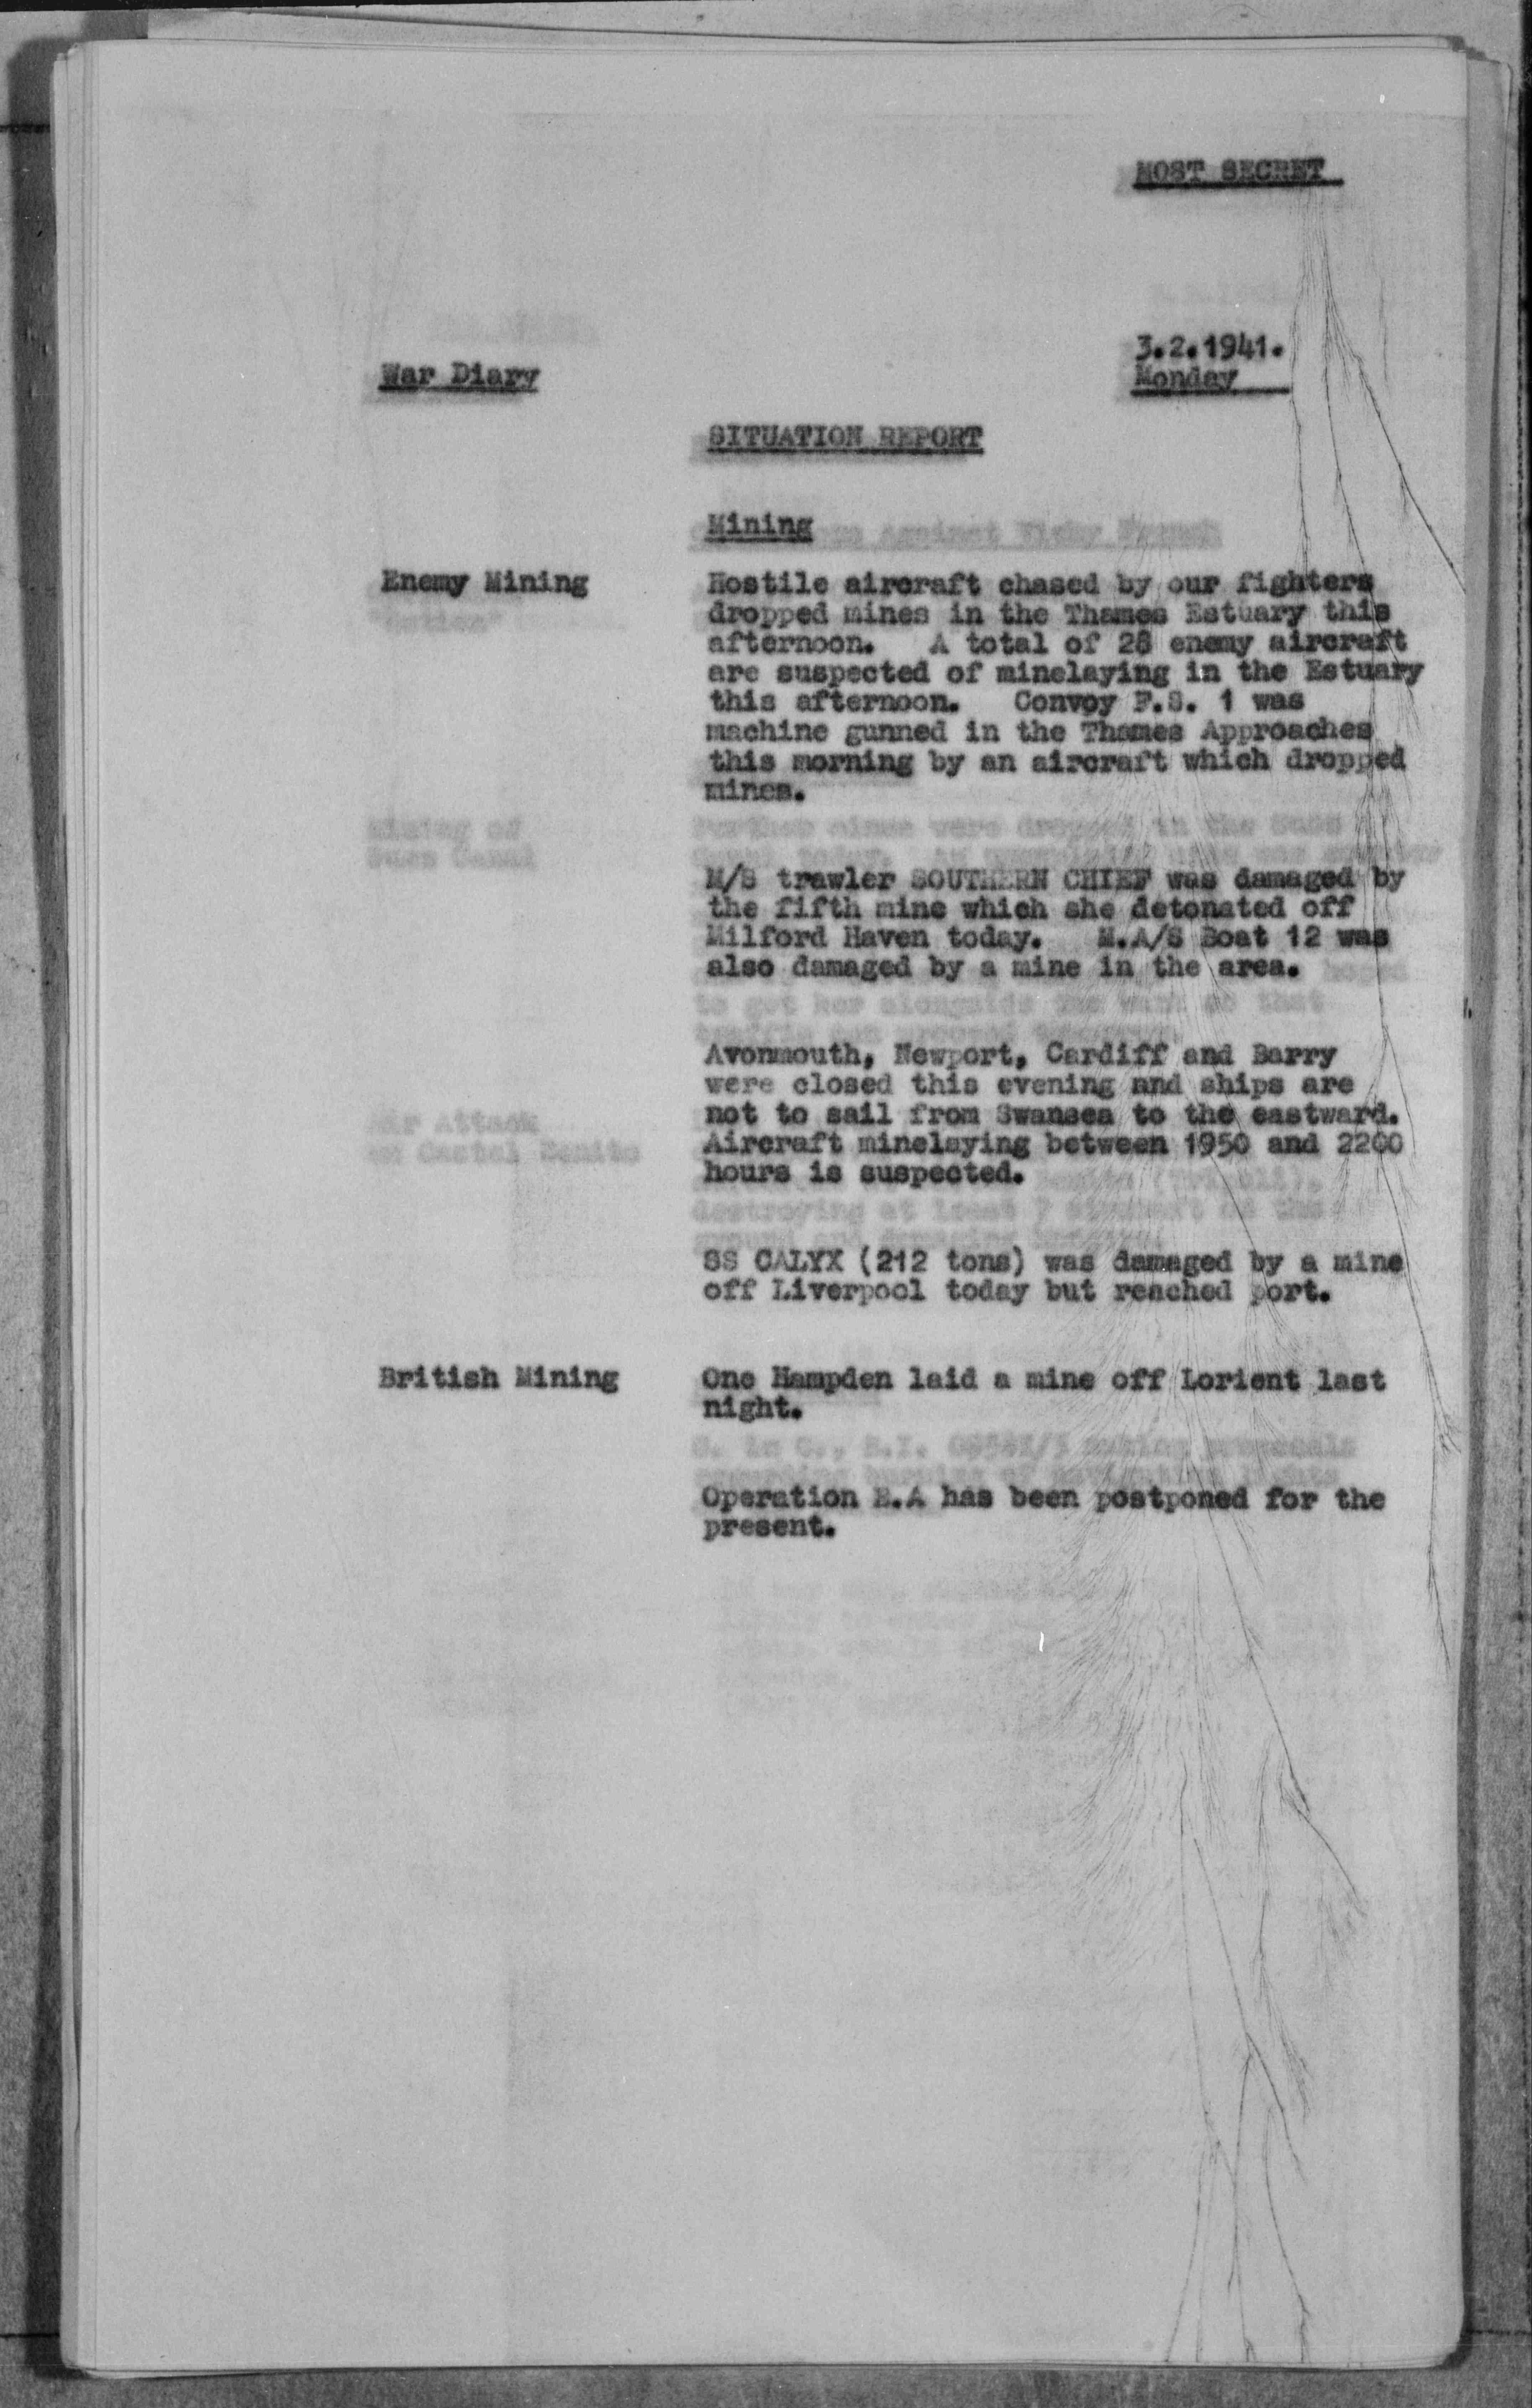 MOST SECRET
3.2.1941.
War Diary
Monday
SITUATION REPORT
Mining
Enemy Mining
Hostile aircraft chased by our fighters
dropped mines in the Thames Estuary this
afternoon. A total of 28 enemy aircraft
are suspected of minelaying in the Estuary
this afternoon. Convoy F.S. 1 was
machine gunned in the Thames Approaches
this morning by an aircraft which dropped
mines.
M/S trawler SOUTHERN CHIEF was damaged by
the fifth mine which she detonated off
Milford Haven today. M.A/S Boat 12 was
also damaged by a mine in the area.
Avonmouth, Newport, Cardiff and Barry
were closed this evening and ships are
not to sail from Swansea to the eastward.
Aircraft minelaying between 1950 and 2200
hours is suspected.
SS CALYX (212 tons) was damaged by a mine
off Liverpool today but reached port.
British Mining
One Hampden laid a mine off Lorient last
night.
Operation has been postponed for the
present.